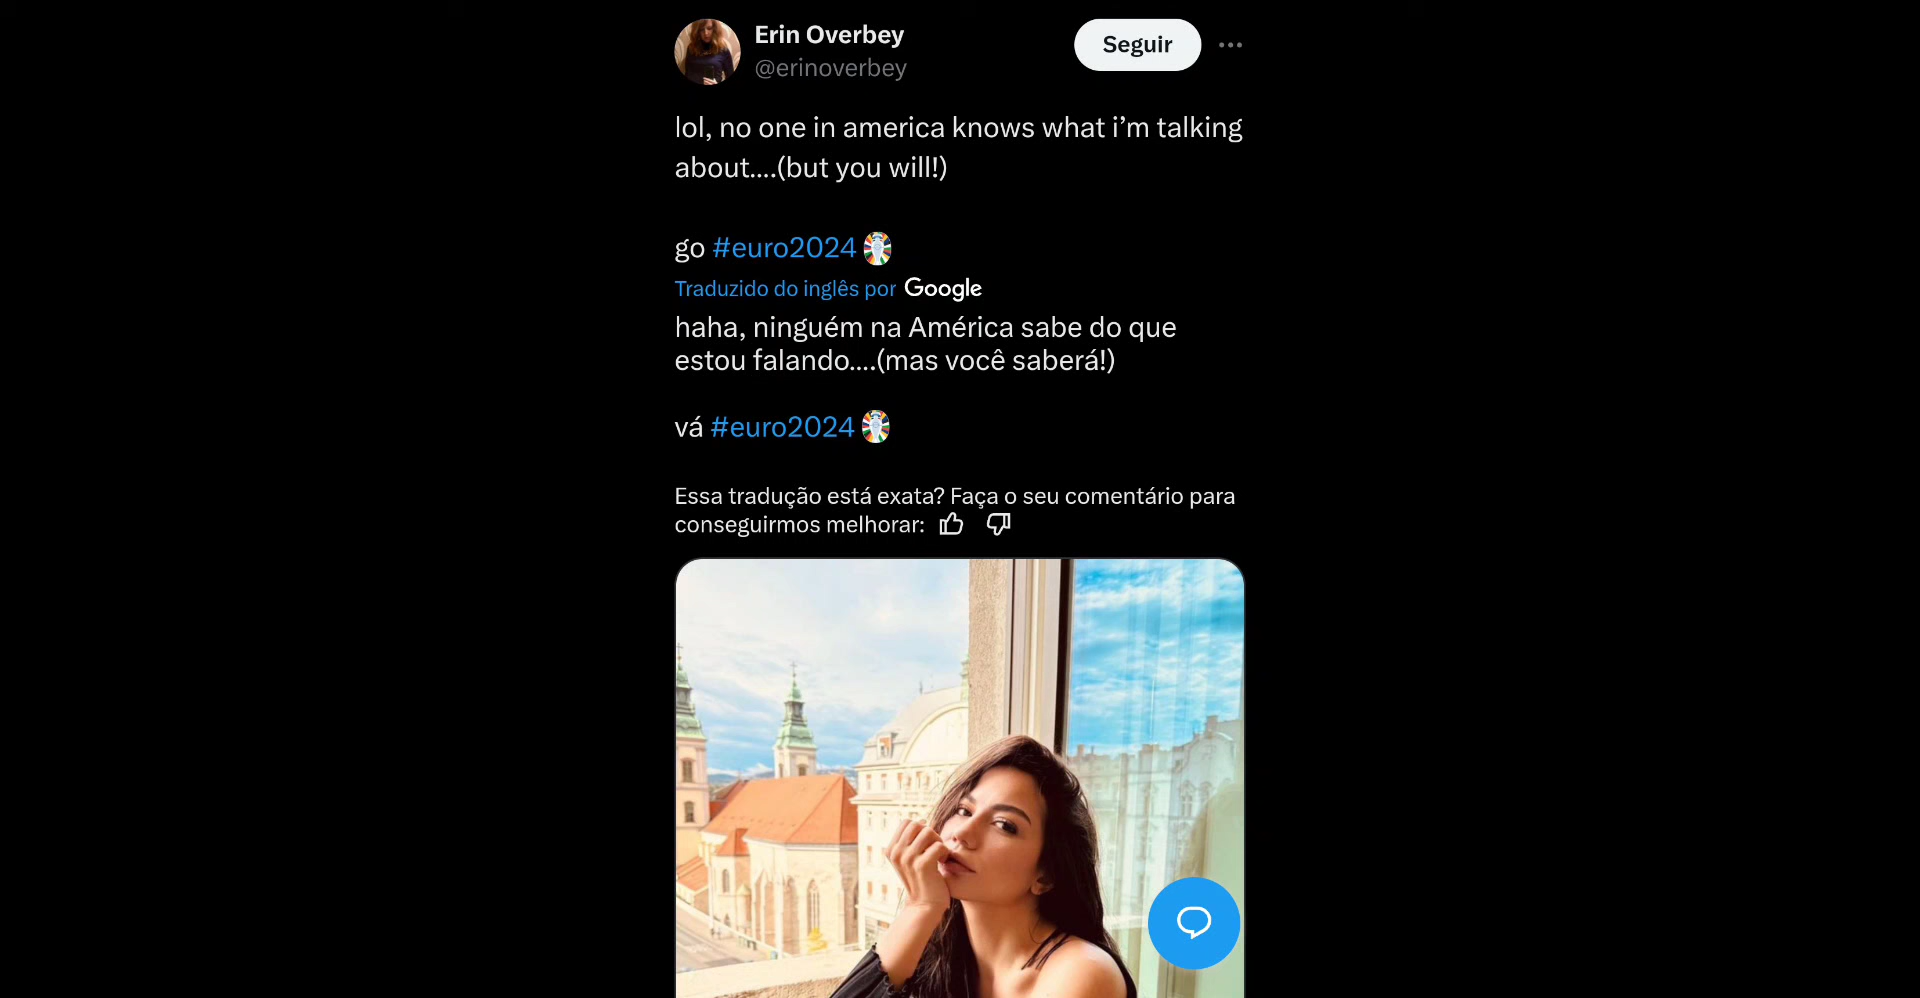 Erin Overbey
@erinoverbey
Seguir
lol, no one in america knows what i’m talking
about....(but you will!)
go #euro2024
Traduzido do inglês por Google
haha, ninguém na América sabe do que
estou falando....(mas você saberá!)
vá #euro2024
Essa tradução está exata? Faça o seu comentário para
conseguirmos melhorar: